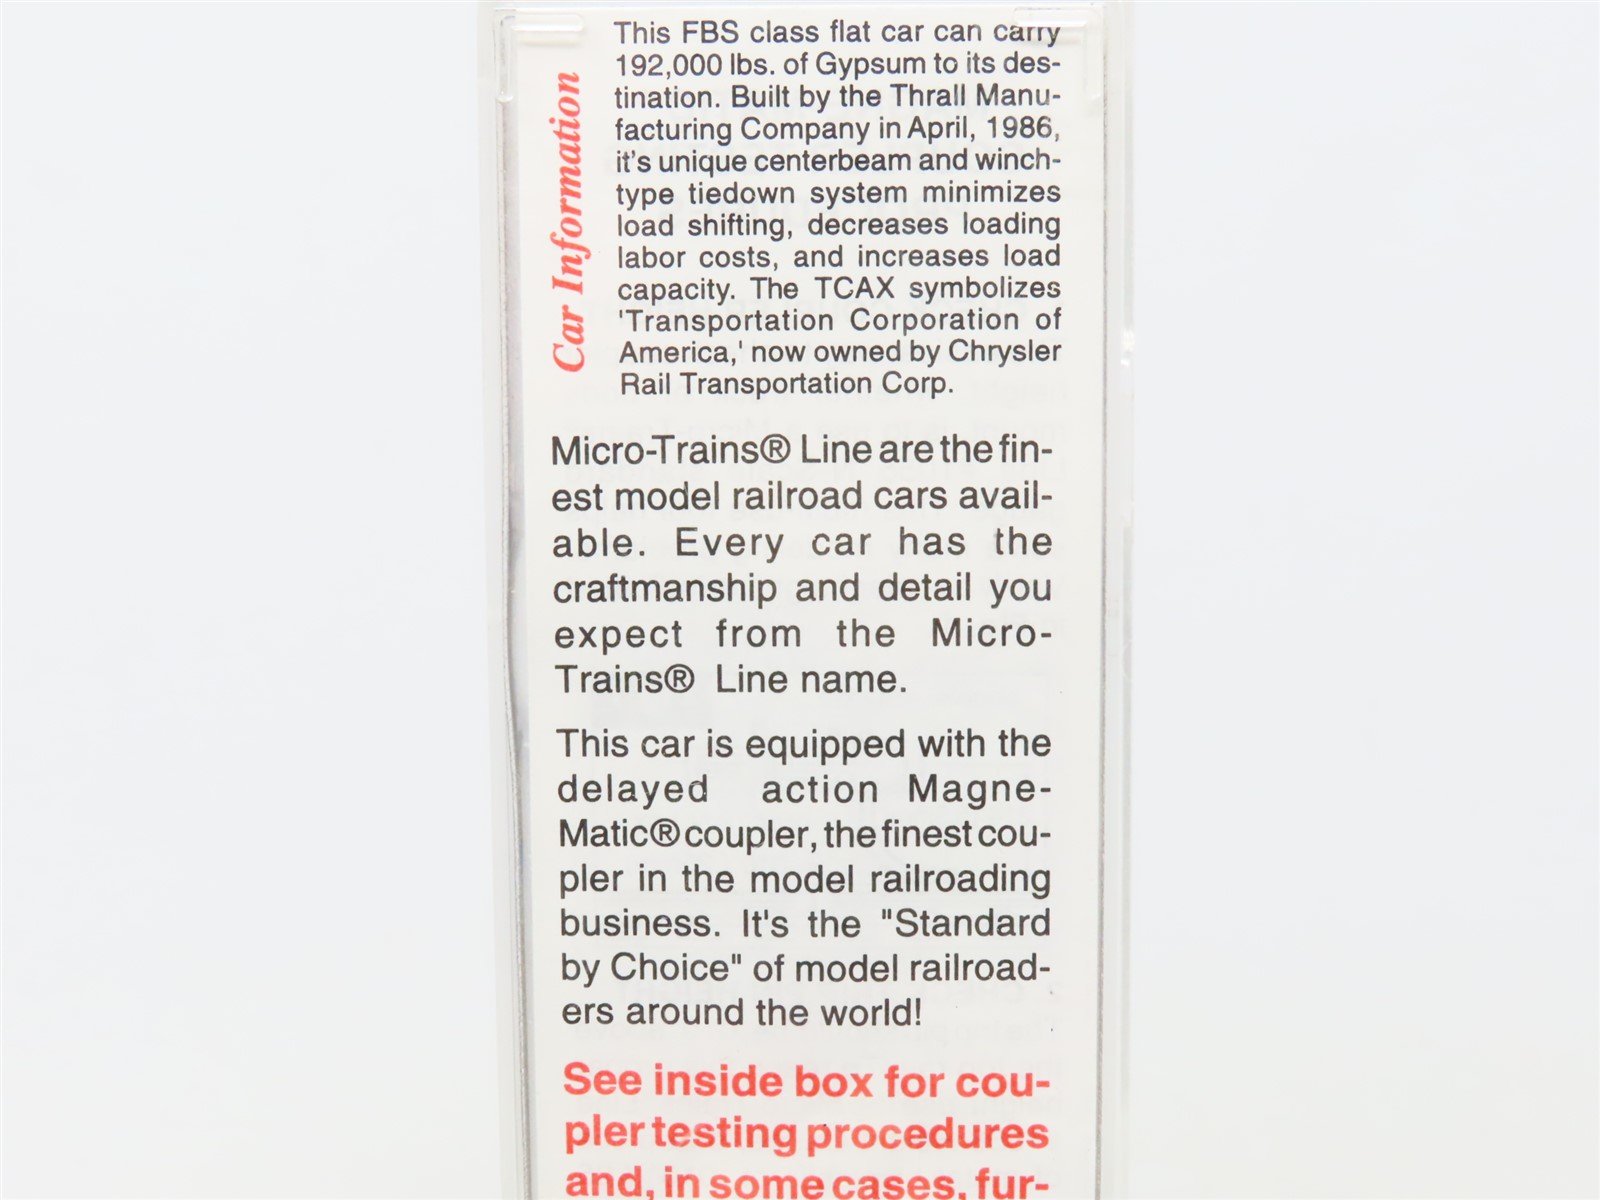 Car Information
This FBS class flat car can carry
192,000 lbs. of Gypsum to its des-
tination. Built by the Thrall Manu-
facturing Company in April, 1986,
it's unique centerbeam and winch-
type tiedown system minimizes
load shifting, decreases loading
labor costs, and increases load
capacity. The TCAX symbolizes
'Transportation Corporation of
America,' now owned by Chrysler
Rail Transportation Corp.
Micro-Trains® Line are the fin-
est model railroad cars avail-
able. Every car has the
craftmanship and detail you
expect from the Micro-
Trains® Line name.
This car is equipped with the
delayed action Magne-
Matic® coupler, the finest cou-
pler in the model railroading
business. It's the "Standard
by Choice" of model railroad-
ers around the world!
See inside box for cou-
pler testing procedures
and, in some cases, fur-